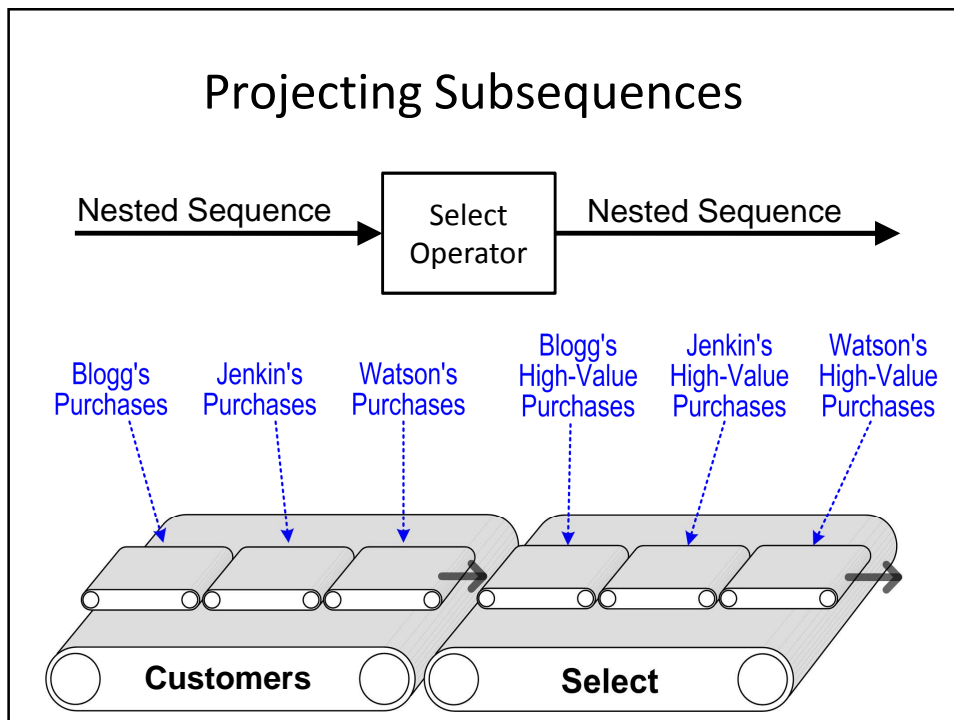 Projecting Subsequences
Nested Sequence
Select
Operator
Nested Sequence
Blogg's
Purchases
Jenkin's
Purchases
Watson's
Purchases
Blogg's
High-Value
Purchases
Jenkin's
High-Value
Purchases
Watson's
High-Value
Purchases
Customers
Select